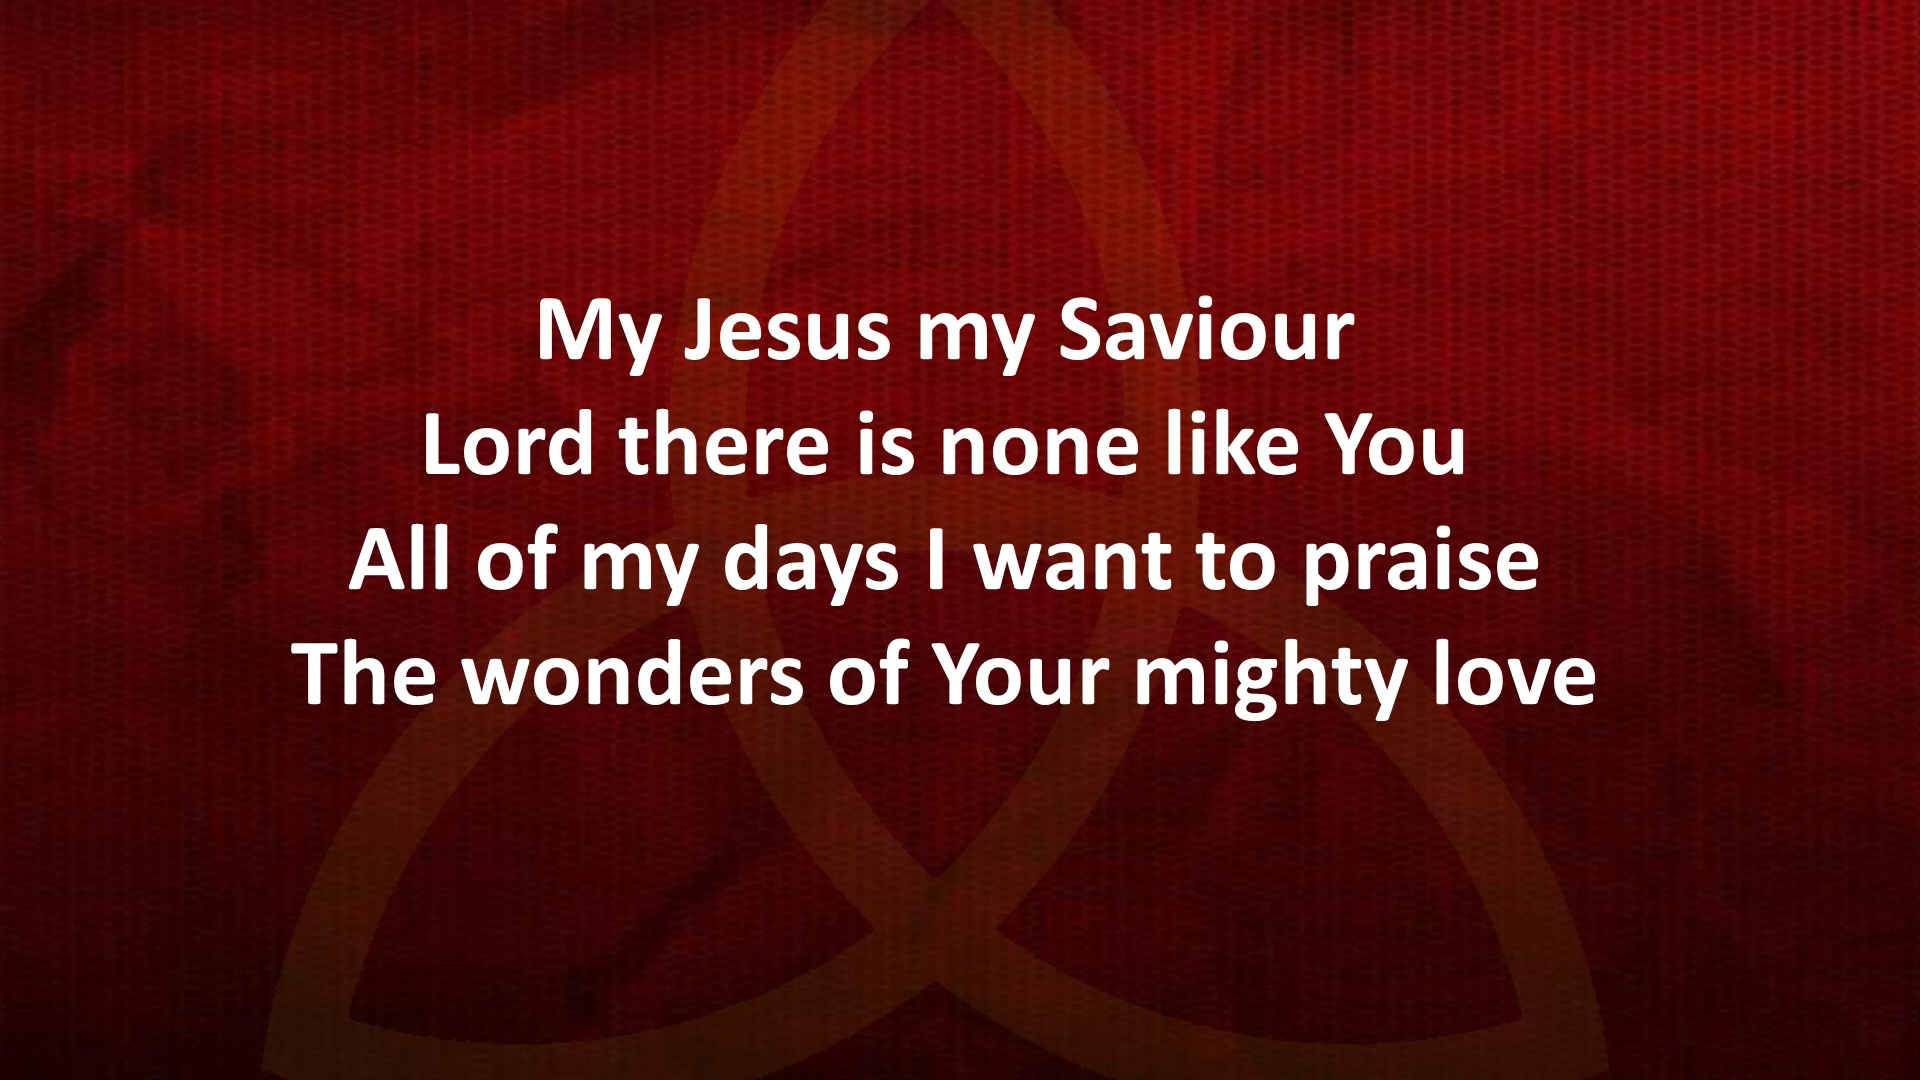 My Jesus my Saviour
Lord there is none like You
All of my days I want to praise
The wonders of Your mighty love